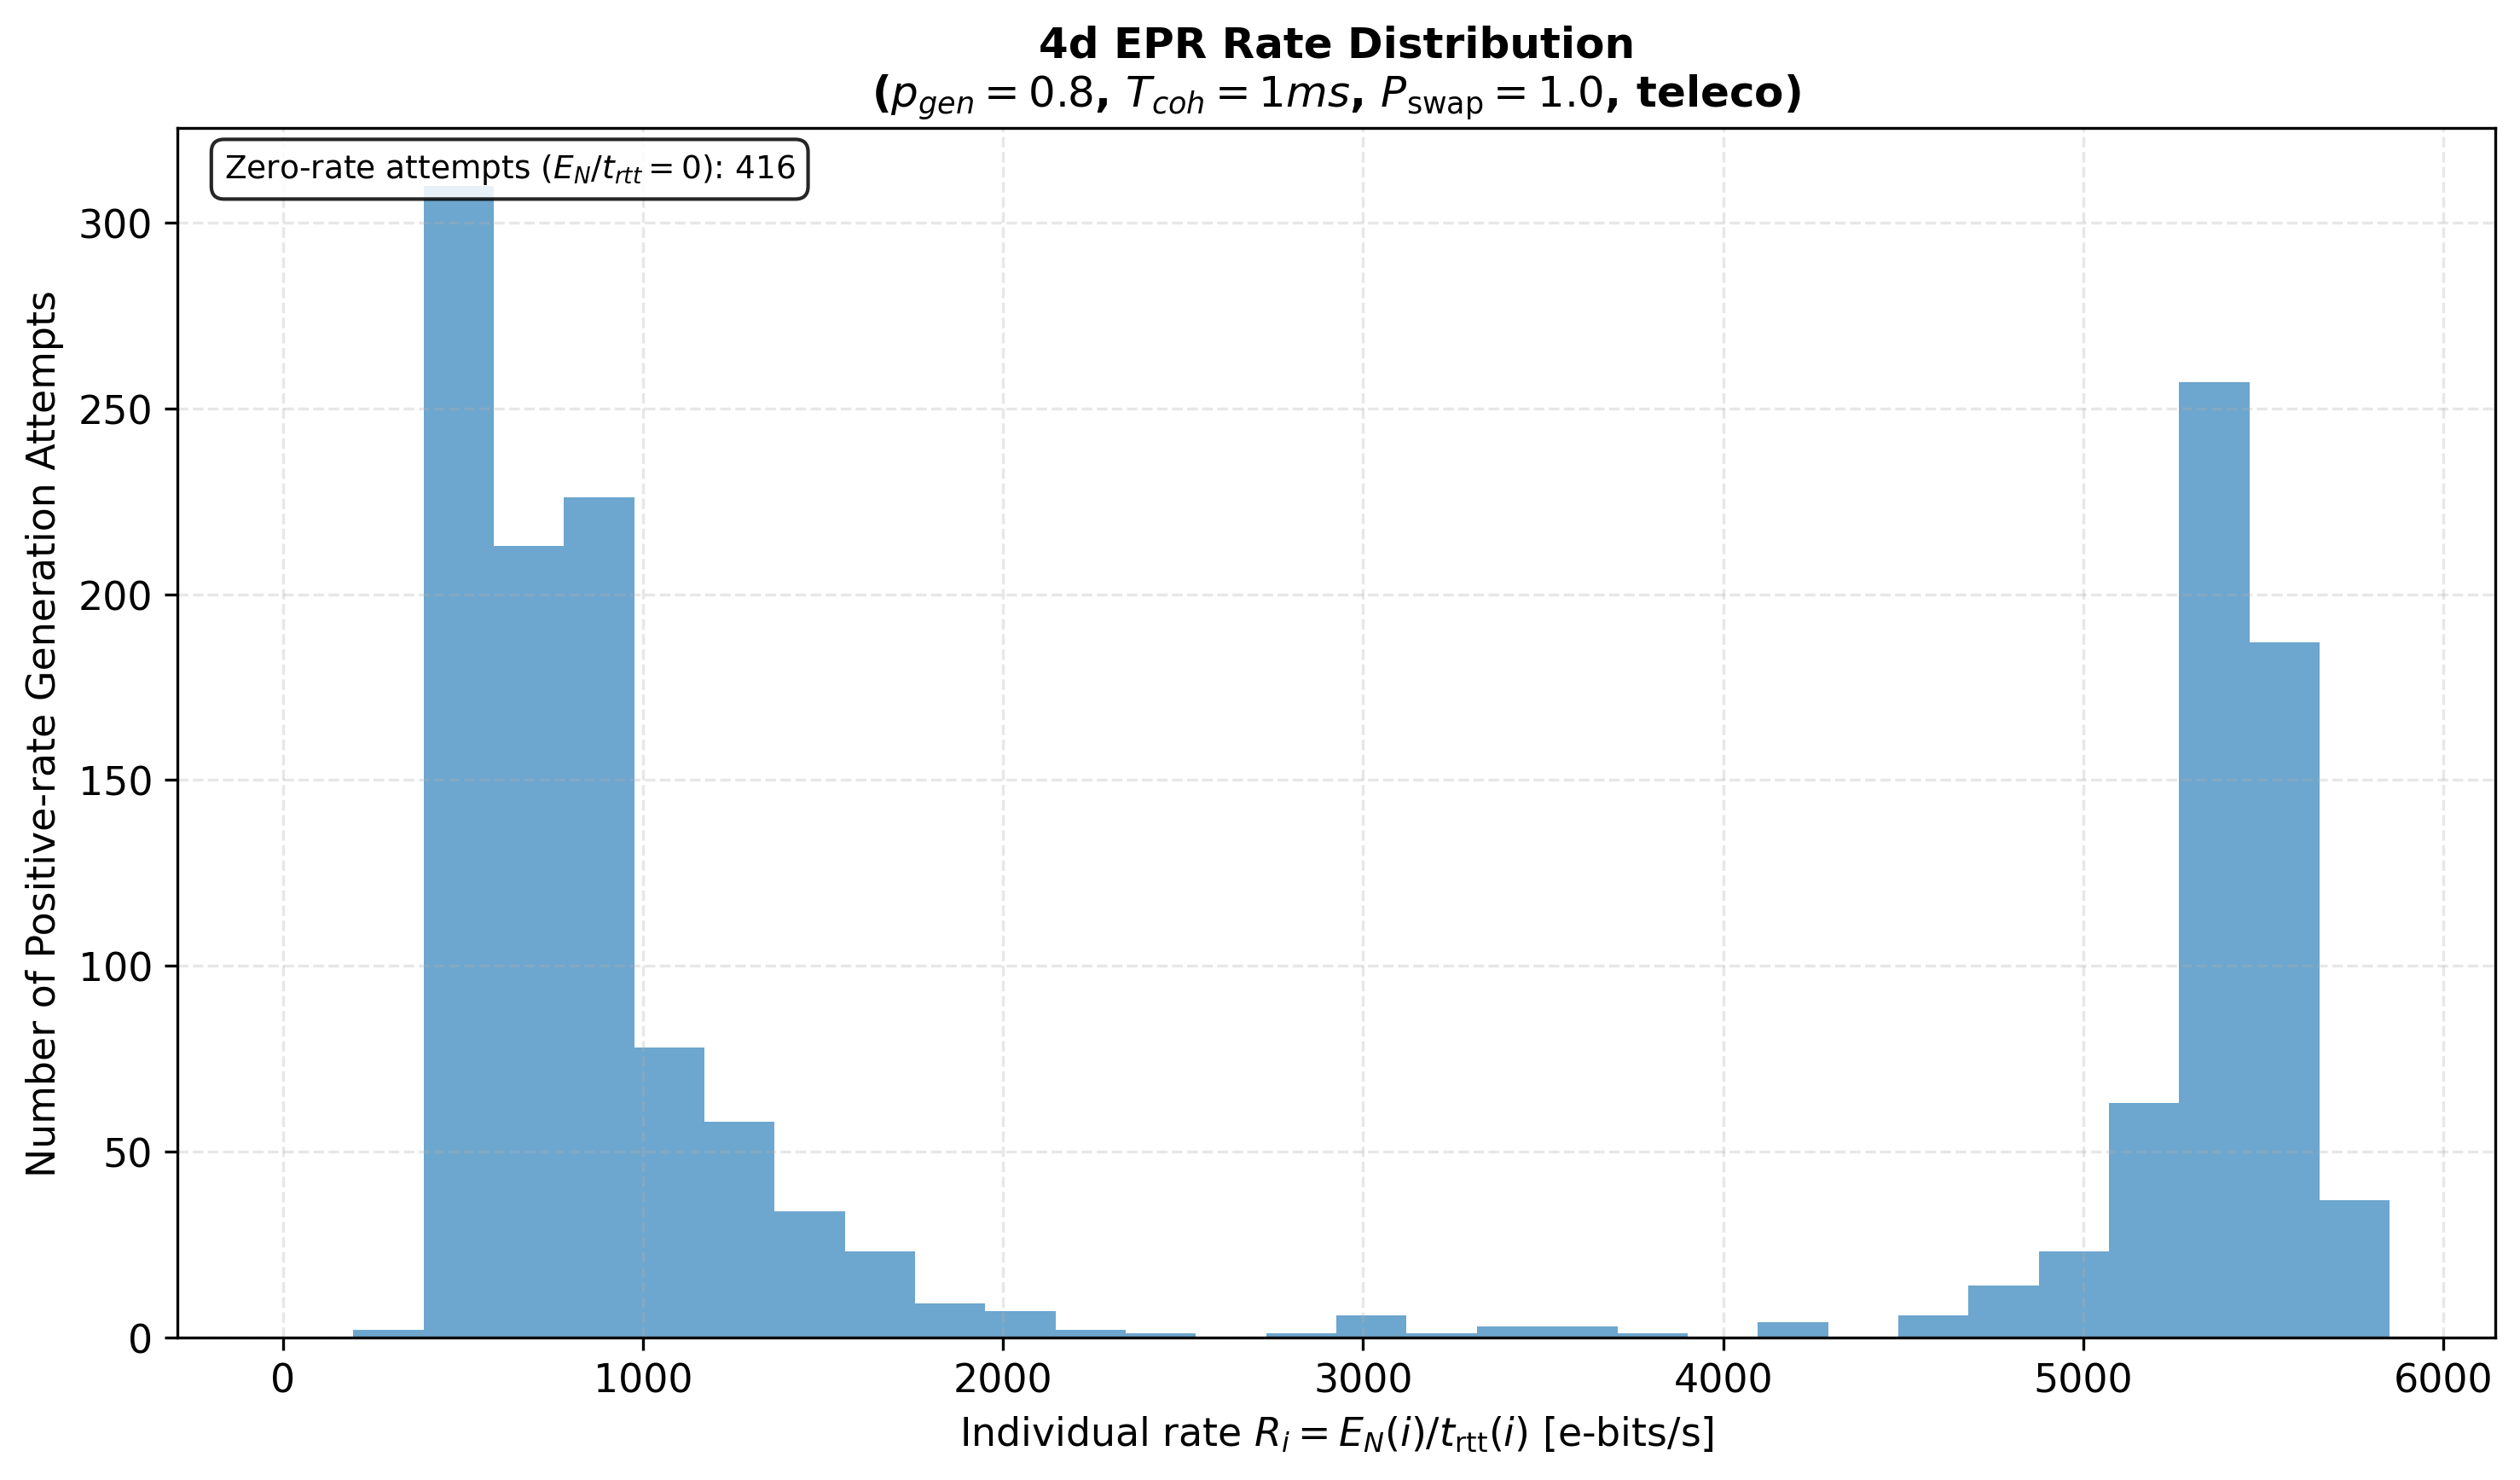 4d EPR Rate Distribution
(p_gen = 0.8, T_coh = 1ms, P_swap = 1.0, teleco)
Zero-rate attempts (E_N/t_rtt = 0): 416
Number of Positive-rate Generation Attempts
300
250
200
150
100
50
0
0 1000 2000 3000 4000 5000 6000
Individual rate R_i = E_N(i)/t_rtt(i) [e-bits/s]